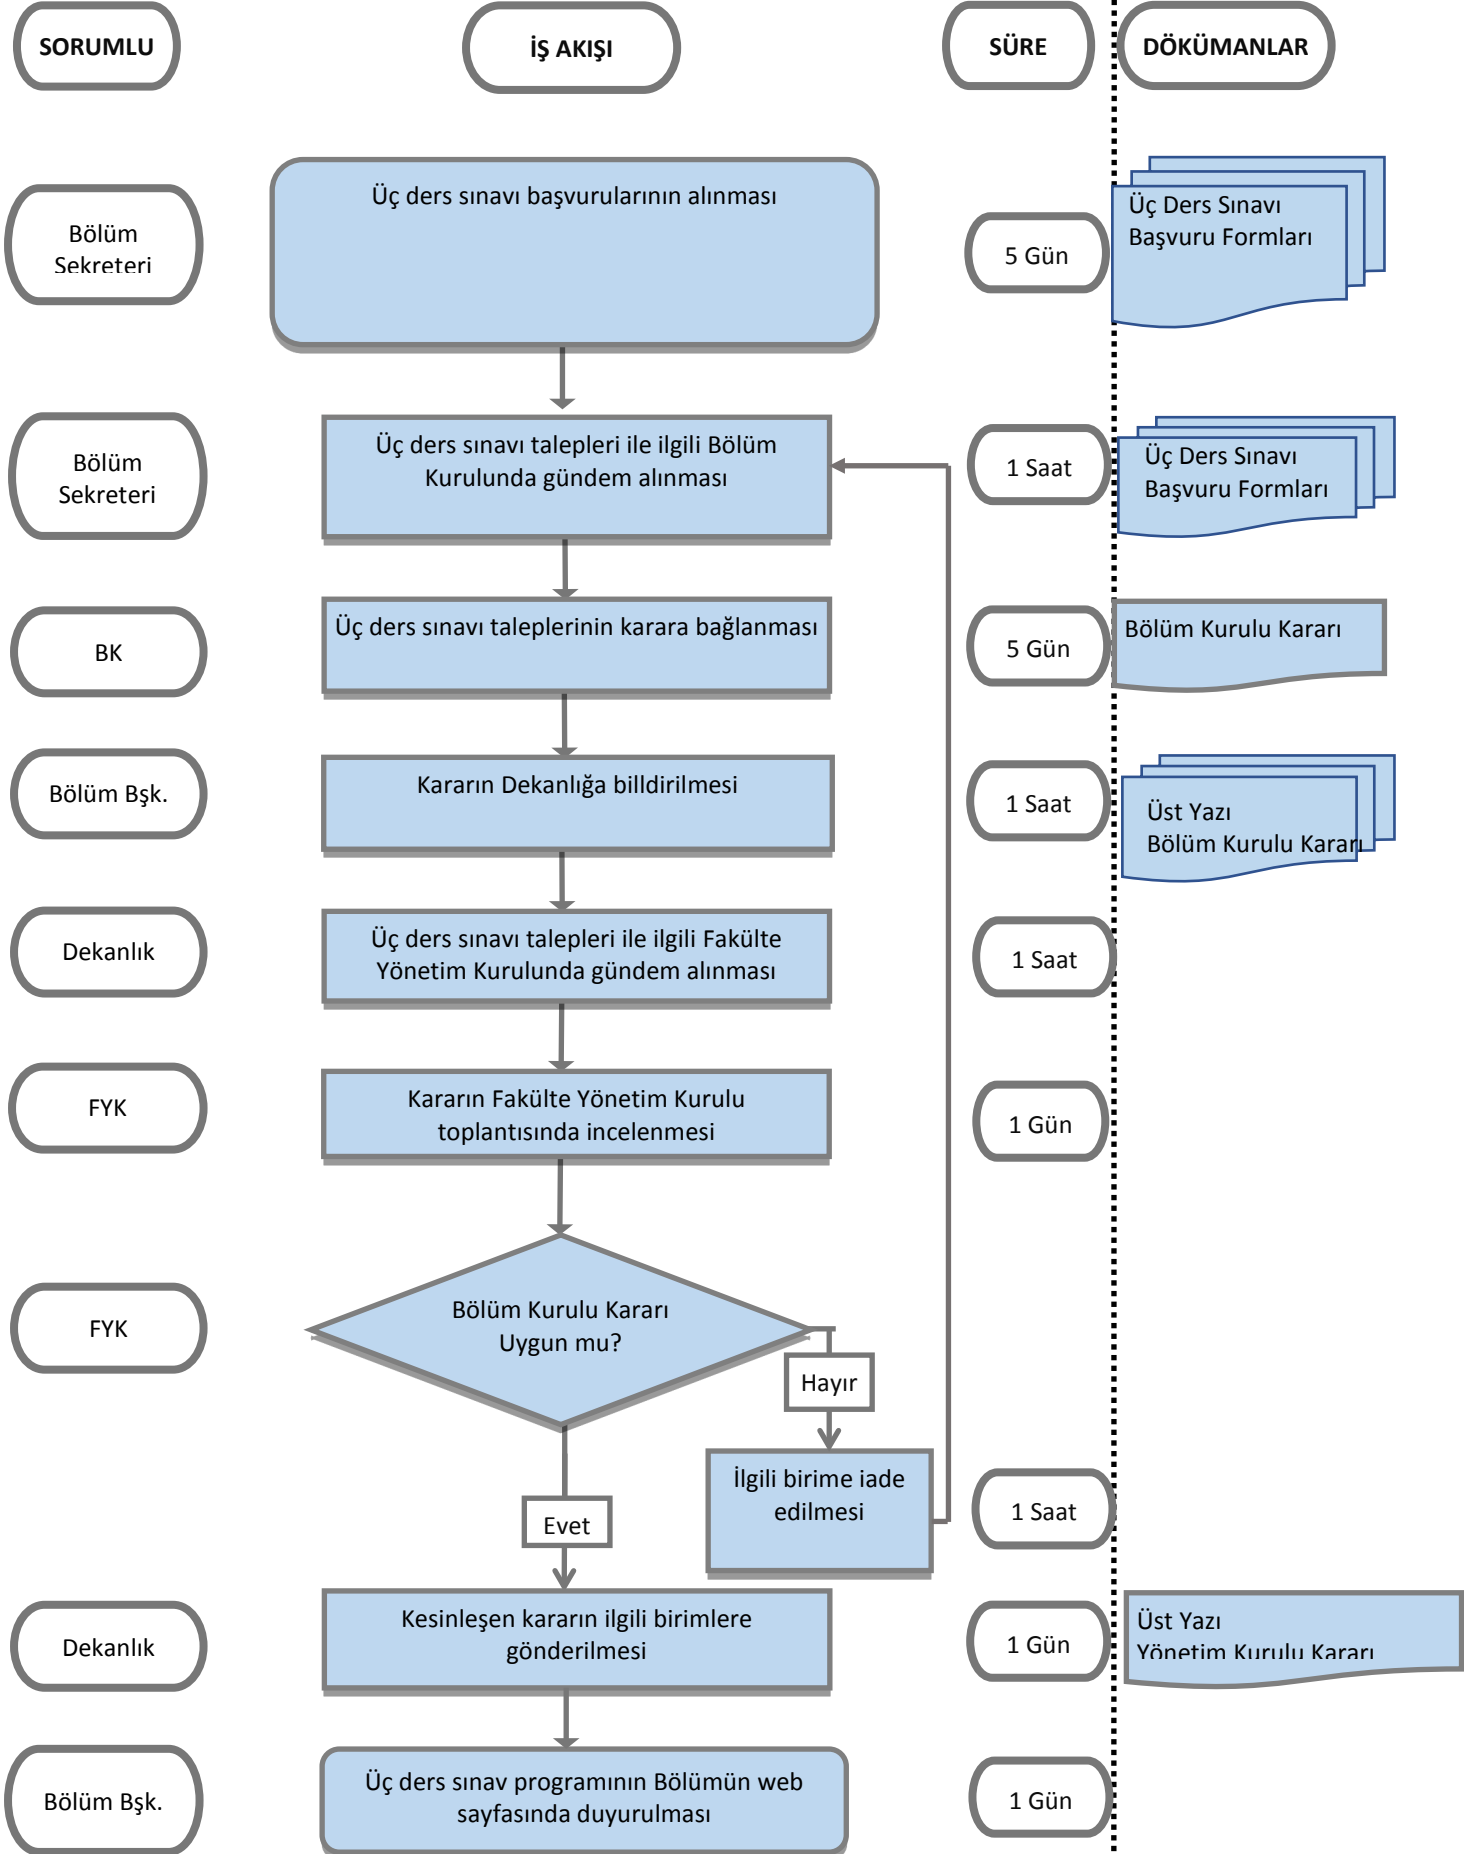 SORUMLU
İŞ AKIŞI
SÜRE
DÖKÜMANLAR
Bölüm
Sekreteri
Üç ders sınavı başvurularının alınması
5 Gün
Üç Ders Sınavı
Başvuru Formları
Bölüm
Sekreteri
Üç ders sınavı talepleri ile ilgili Bölüm
Kurulunda gündem alınması
1 Saat
Üç Ders Sınavı
Başvuru Formları
BK
Üç ders sınavı taleplerinin karara bağlanması
5 Gün
Bölüm Kurulu Kararı
Bölüm Bşk.
Kararın Dekanlığa billdirilmesi
1 Saat
Üst Yazı
Bölüm Kurulu Kararı
Dekanlık
Üç ders sınavı talepleri ile ilgili Fakülte
Yönetim Kurulunda gündem alınması
1 Saat
FYK
Kararın Fakülte Yönetim Kurulu
toplantısında incelenmesi
1 Gün
FYK
Bölüm Kurulu Kararı
Uygun mu?
Hayır
İlgili birime iade
edilmesi
1 Saat
Evet
Dekanlık
Kesinleşen kararın ilgili birimlere
gönderilmesi
1 Gün
Üst Yazı
Yönetim Kurulu Kararı
Bölüm Bşk.
Üç ders sınav programının Bölümün web
sayfasında duyurulması
1 Gün